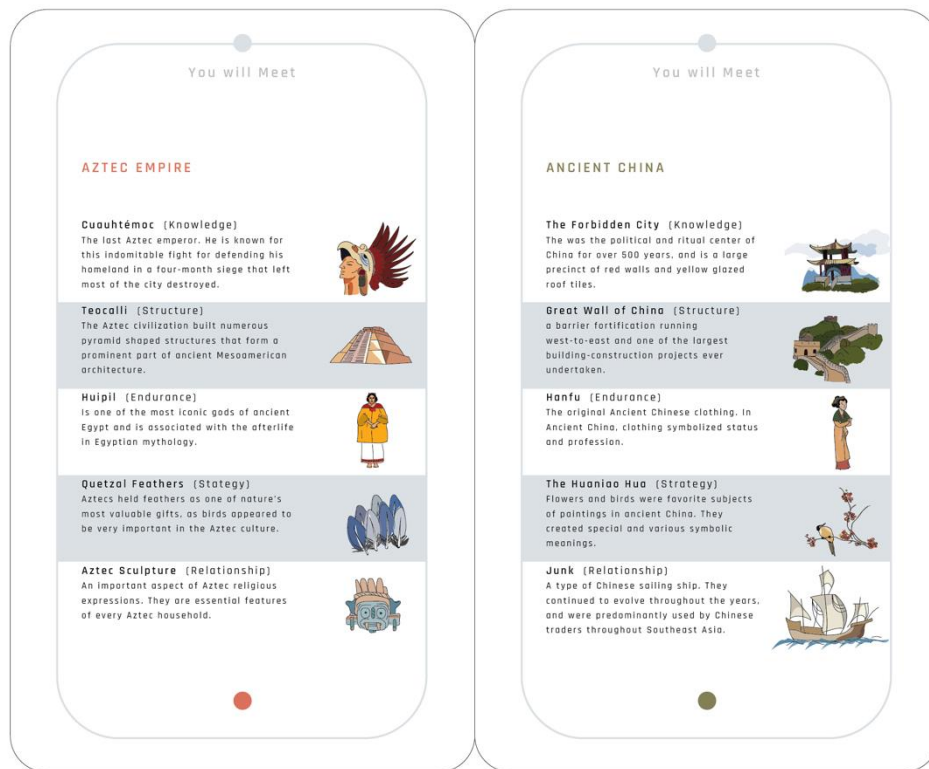 You will Meet
AZTEC EMPIRE
Cuauhtémoc (Knowledge)
The last Aztec emperor. He is known for
this indomitable fight for defending his
homeland in a four-month siege that left
most of the city destroyed.
Teocalli (Structure)
The Aztec civilization built numerous
pyramid shaped structures that form a
prominent part of ancient Mesoamerican
architecture.
Huipil (Endurance)
Is one of the most iconic gods of ancient
Egypt and is associated with the afterlife
in Egyptian mythology.
Quetzal Feathers (Stategy)
Aztecs held feathers as one of nature's
most valuable gifts, as birds appeared to
be very important in the Aztec culture.
Aztec Sculpture (Relationship)
An important aspect of Aztec religious
expressions. They are essential features
of every Aztec household.
You will Meet
ANCIENT CHINA
The Forbidden City (Knowledge)
The was the political and ritual center of
China for over 500 years, and is a large
precinct of red walls and yellow glazed
roof tiles.
Great Wall of China (Structure)
a barrier fortification running
west-to-east and one of the largest
building-construction projects ever
undertaken.
Hanfu (Endurance)
The original Ancient Chinese clothing. In
Ancient China, clothing symbolized status
and profession.
The Huaniao Hua (Strategy)
Flowers and birds were favorite subjects
of paintings in ancient China. They
created special and various symbolic
meanings.
Junk (Relationship)
A type of Chinese sailing ship. They
continued to evolve throughout the years,
and were predominantly used by Chinese
traders throughout Southeast Asia.